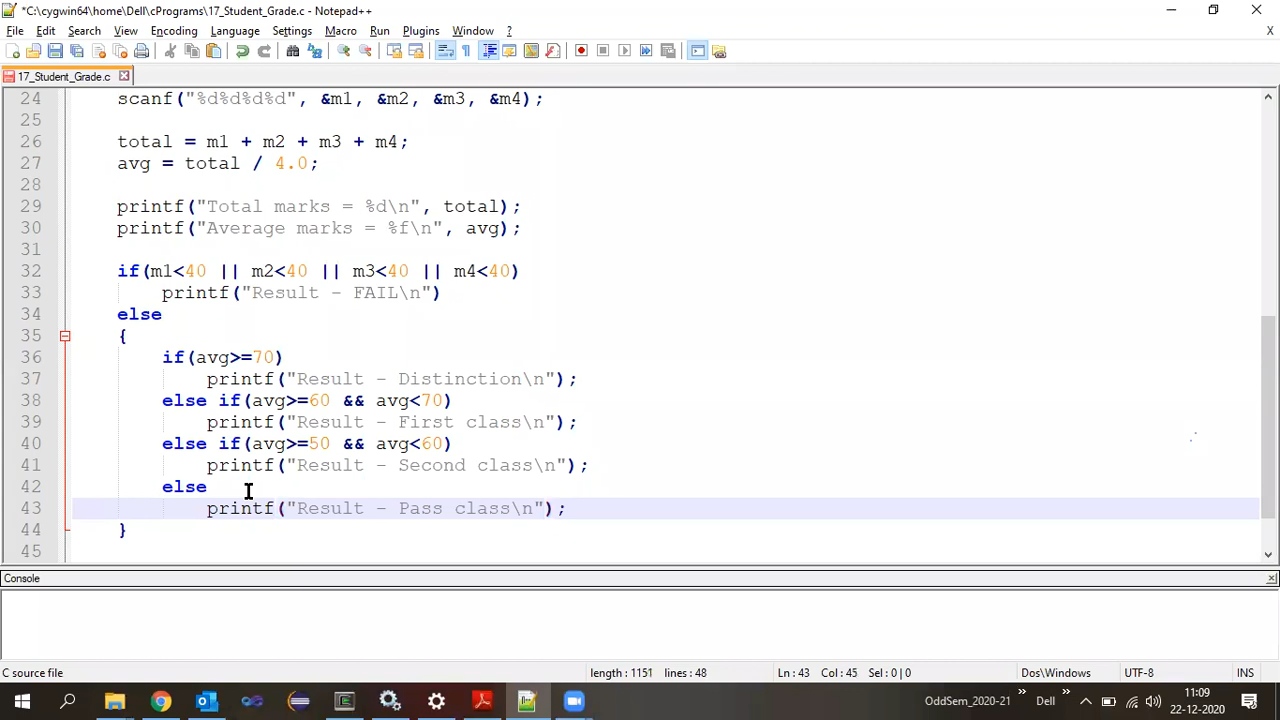 *C:\cygwin64\home\Dell\cPrograms\17_Student_Grade.c - Notepad++
File Edit Search View Encoding Language Settings Macro Run Plugins Window ?
X
17_Student_Grade.c
24 scanf("%d%d%d%d", &m1, &m2, &m3, &m4);
25
26 total = m1 + m2 + m3 + m4;
27 avg = total / 4.0;
28
29 printf("Total marks = %d\n", total);
30 printf("Average marks = %f\n", avg);
31
32 if(m1<40 || m2<40 || m3<40 || m4<40)
33 printf("Result - FAIL\n")
34 else
35 {
36 if(avg>=70)
37 printf("Result - Distinction\n");
38 else if(avg>=60 && avg<70)
39 printf("Result - First class\n");
40 else if(avg>=50 && avg<60)
41 printf("Result - Second class\n");
42 else
43 printf("Result - Pass class\n");
44 }
45
Console
C source file length : 1151 lines : 48 Ln : 43 Col : 45 Sel : 0 | 0 Dos\Windows UTF-8 INS
OddSem_2020-21 » Dell » 11:09
22-12-2020